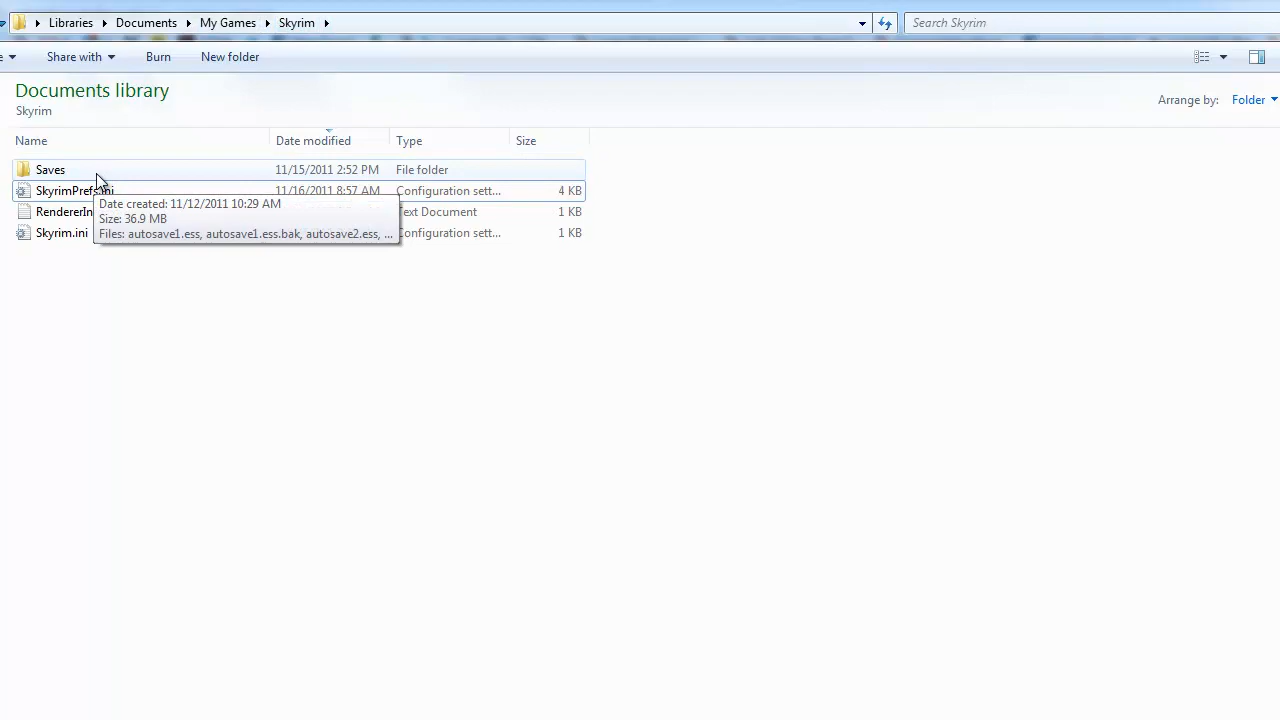 Libraries Documents My Games Skyrim Search Skyrim
Share with Burn New folder
Documents library
Skyrim
Arrange by: Folder
Name Date modified Type Size
Saves 11/15/2011 2:52 PM File folder
SkyrimPrefs.ini 11/16/2011 8:57 AM Configuration sett... 4 KB
RendererIn Text Document 1 KB
Skyrim.ini Configuration sett... 1 KB
Date created: 11/12/2011 10:29 AM
Size: 36.9 MB
Files: autosave1.ess, autosave1.ess.bak, autosave2.ess, ...